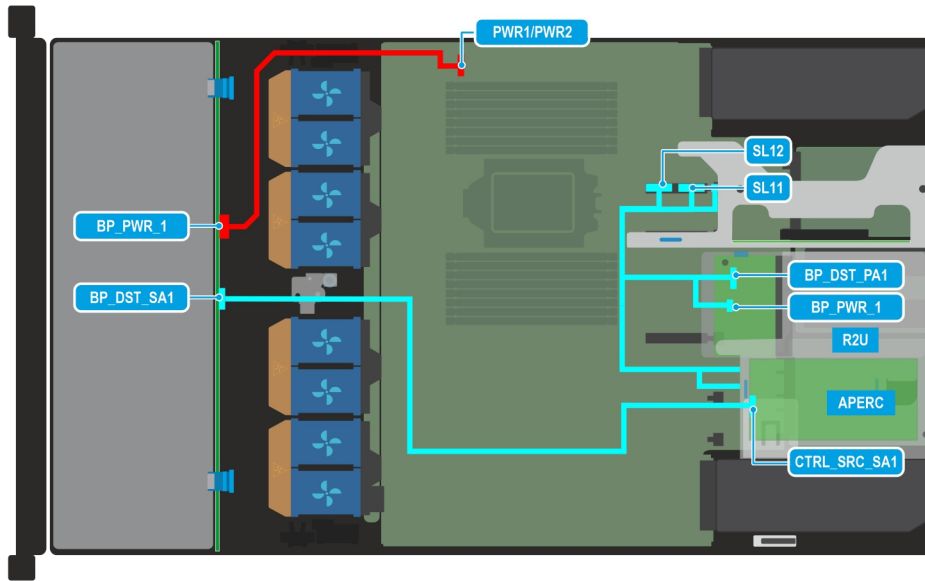 PWR1/PWR2
SL12
SL11
BP_PWR_1
BP_DST_PA1
BP_DST_SA1
BP_PWR_1
R2U
APERC
CTRL_SRC_SA1